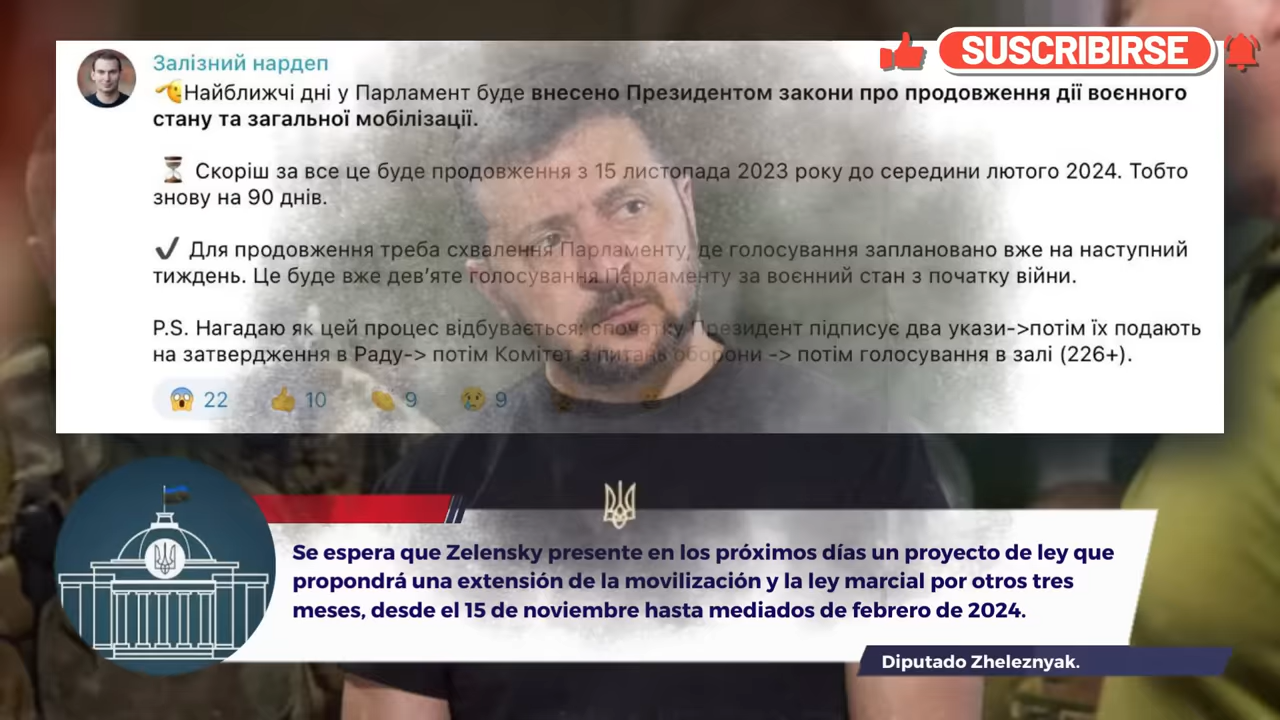 SUSCRIBIRSE
Залізний нардеп
Найближчі дні у Парламент буде внесено Президентом закони про продовження дії воєнного
стану та загальної мобілізації.
Скоріш за все це буде продовження з 15 листопада 2023 року до середини лютого 2024. Тобто
знову на 90 днів.
Для продовження треба схвалення Парламенту, де голосування заплановано вже на наступний
тиждень. Це буде вже дев’яте голосування Парламенту за воєнний стан з початку війни.
P.S. Нагадаю як цей процес відбувається: спочатку Президент підписує два укази->потім їх подають
на затвердження в Раду-> потім Комітет з питань оборони -> потім голосування в залі (226+).
22 10 9 9
Se espera que Zelensky presente en los próximos días un proyecto de ley que
propondrá una extensión de la movilización y la ley marcial por otros tres
meses, desde el 15 de noviembre hasta mediados de febrero de 2024.
Diputado Zheleznyak.